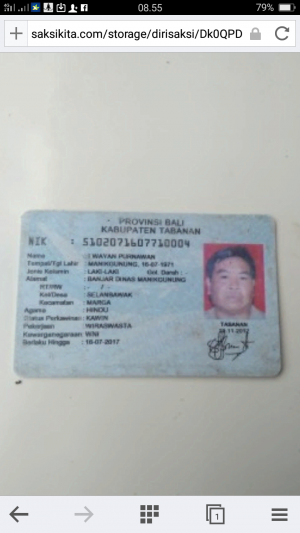 08.55
79%
saksikita.com/storage/dirisaksi/Dk0QPD
PROVINSI BALI
KABUPATEN TABANAN
NIK : 5102071607710004
Nama : I WAYAN PURNAWAN
Tempat/Tgl Lahir : MANIKGUNUNG, 16-07-1971
Jenis Kelamin : LAKI-LAKI Gol. Darah : -
Alamat : BANJAR DINAS MANIKGUNUNG
RT/RW : - / -
Kel/Desa : SELANBAWAK
Kecamatan : MARGA
Agama : HINDU
Status Perkawinan : KAWIN
Pekerjaan : WIRASWASTA
Kewarganegaraan : WNI
Berlaku Hingga : 16-07-2017
TABANAN
1